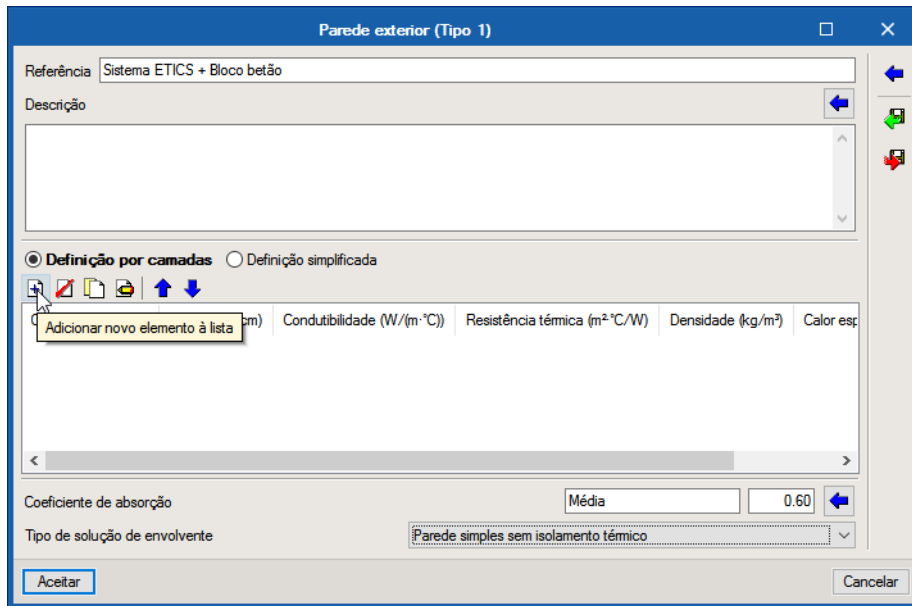 Parede exterior (Tipo 1)
Referência Sistema ETICS + Bloco betão
Descrição
Definição por camadas Definição simplificada
Adicionar novo elemento à lista
cm) Condutibilidade (W/(m·°C)) Resistência térmica (m²·°C/W) Densidade (kg/m³) Calor esp
Coeficiente de absorção Média 0.60
Tipo de solução de envolvente Parede simples sem isolamento térmico
Aceitar Cancelar